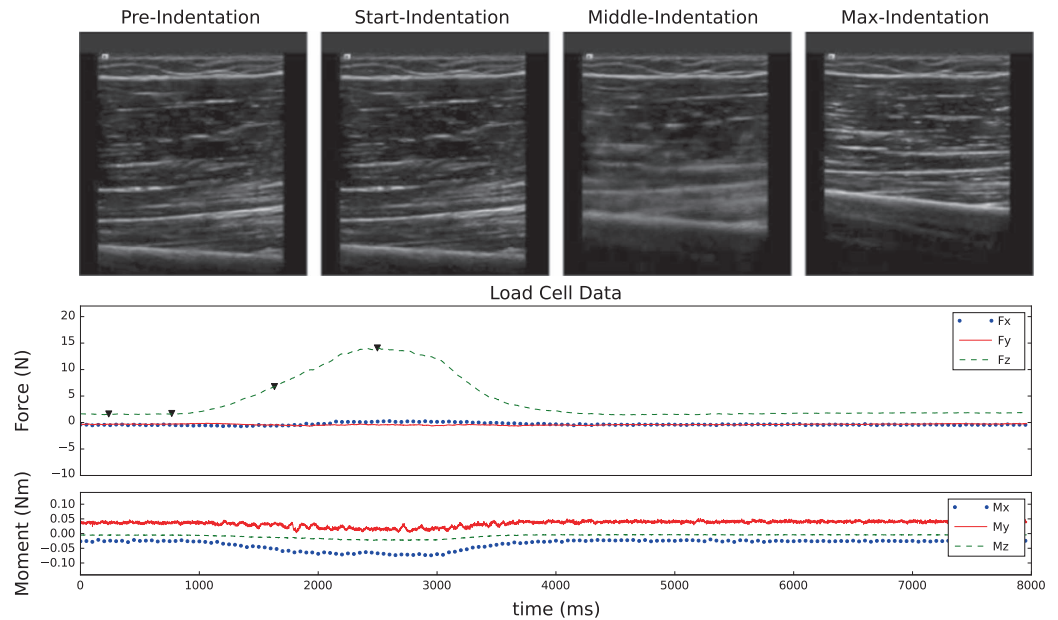 Pre-Indentation Start-Indentation Middle-Indentation Max-Indentation
Load Cell Data
Force (N)
20
15
10
5
0
−5
−10
Fx
Fy
Fz
Moment (Nm)
0.10
0.05
0.00
−0.05
−0.10
Mx
My
Mz
0 1000 2000 3000 4000 5000 6000 7000 8000
time (ms)